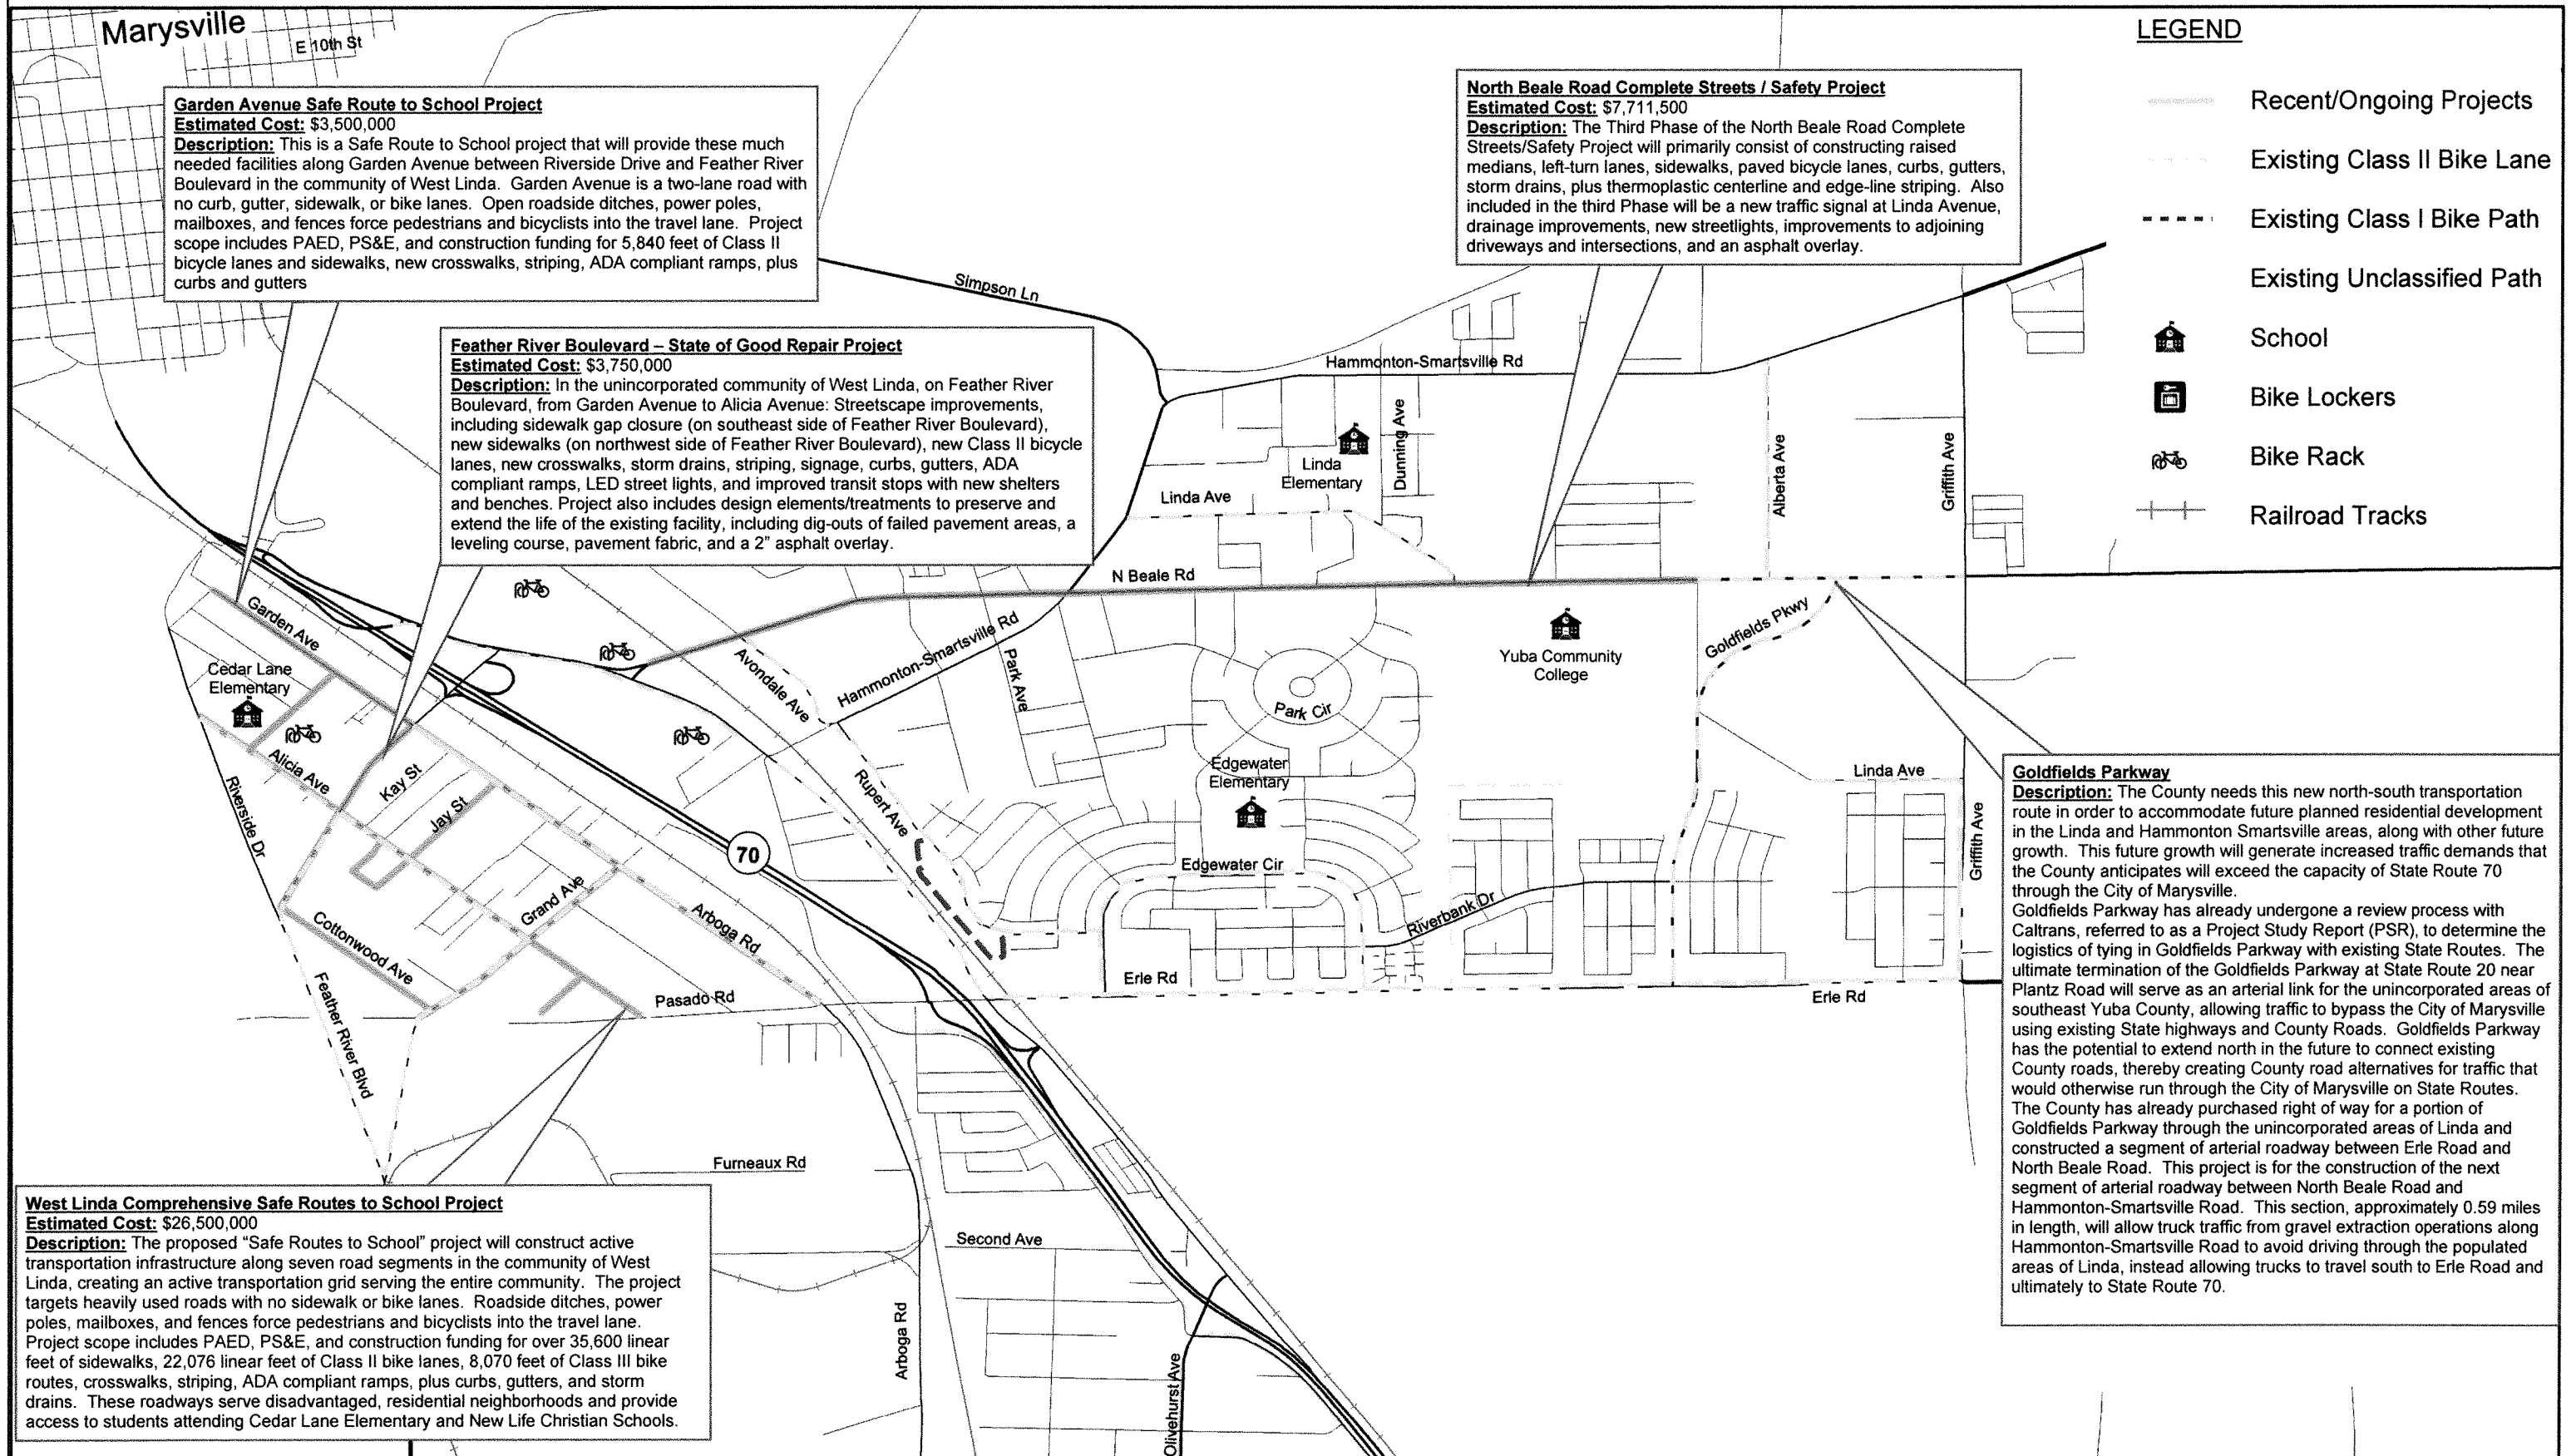 Marysville
E 10th St
Garden Avenue Safe Route to School Project
Estimated Cost: $3,500,000
Description: This is a Safe Route to School project that will provide these much
needed facilities along Garden Avenue between Riverside Drive and Feather River
Boulevard in the community of West Linda. Garden Avenue is a two-lane road with
no curb, gutter, sidewalk, or bike lanes. Open roadside ditches, power poles,
mailboxes, and fences force pedestrians and bicyclists into the travel lane. Project
scope includes PAED, PS&E, and construction funding for 5,840 feet of Class II
bicycle lanes and sidewalks, new crosswalks, striping, ADA compliant ramps, plus
curbs and gutters
Feather River Boulevard – State of Good Repair Project
Estimated Cost: $3,750,000
Description: In the unincorporated community of West Linda, on Feather River
Boulevard, from Garden Avenue to Alicia Avenue: Streetscape improvements,
including sidewalk gap closure (on southeast side of Feather River Boulevard),
new sidewalks (on northwest side of Feather River Boulevard), new Class II bicycle
lanes, new crosswalks, storm drains, striping, signage, curbs, gutters, ADA
compliant ramps, LED street lights, and improved transit stops with new shelters
and benches. Project also includes design elements/treatments to preserve and
extend the life of the existing facility, including dig-outs of failed pavement areas, a
leveling course, pavement fabric, and a 2" asphalt overlay.
North Beale Road Complete Streets / Safety Project
Estimated Cost: $7,711,500
Description: The Third Phase of the North Beale Road Complete
Streets/Safety Project will primarily consist of constructing raised
medians, left-turn lanes, sidewalks, paved bicycle lanes, curbs, gutters,
storm drains, plus thermoplastic centerline and edge-line striping. Also
included in the third Phase will be a new traffic signal at Linda Avenue,
drainage improvements, new streetlights, improvements to adjoining
driveways and intersections, and an asphalt overlay.
LEGEND
Recent/Ongoing Projects
Existing Class II Bike Lane
Existing Class I Bike Path
Existing Unclassified Path
School
Bike Lockers
Bike Rack
Railroad Tracks
Simpson Ln
Hammonton-Smartsville Rd
Dunning Ave
Linda
Elementary
Linda Ave
Alberta Ave
Griffith Ave
N Beale Rd
Garden Ave
Cedar Lane
Elementary
Avondale Ave
Hammonton-Smartsville Rd
Park Ave
Yuba Community
College
Goldfields Pkwy
Park Cir
Alicia Ave
Kay St
Jay St
Riverside Dr
Rupert Ave
Edgewater
Elementary
Linda Ave
Griffith Ave
70
Edgewater Cir
Grand Ave
Cottonwood Ave
Arboga Rd
Riverbank Dr
Feather River Blvd
Pasado Rd
Erle Rd
Erle Rd
Furneaux Rd
Second Ave
Arboga Rd
Olivehurst Ave
Goldfields Parkway
Description: The County needs this new north-south transportation
route in order to accommodate future planned residential development
in the Linda and Hammonton Smartsville areas, along with other future
growth. This future growth will generate increased traffic demands that
the County anticipates will exceed the capacity of State Route 70
through the City of Marysville.
Goldfields Parkway has already undergone a review process with
Caltrans, referred to as a Project Study Report (PSR), to determine the
logistics of tying in Goldfields Parkway with existing State Routes. The
ultimate termination of the Goldfields Parkway at State Route 20 near
Plantz Road will serve as an arterial link for the unincorporated areas of
southeast Yuba County, allowing traffic to bypass the City of Marysville
using existing State highways and County Roads. Goldfields Parkway
has the potential to extend north in the future to connect existing
County roads, thereby creating County road alternatives for traffic that
would otherwise run through the City of Marysville on State Routes.
The County has already purchased right of way for a portion of
Goldfields Parkway through the unincorporated areas of Linda and
constructed a segment of arterial roadway between Erle Road and
North Beale Road. This project is for the construction of the next
segment of arterial roadway between North Beale Road and
Hammonton-Smartsville Road. This section, approximately 0.59 miles
in length, will allow truck traffic from gravel extraction operations along
Hammonton-Smartsville Road to avoid driving through the populated
areas of Linda, instead allowing trucks to travel south to Erle Road and
ultimately to State Route 70.
West Linda Comprehensive Safe Routes to School Project
Estimated Cost: $26,500,000
Description: The proposed "Safe Routes to School" project will construct active
transportation infrastructure along seven road segments in the community of West
Linda, creating an active transportation grid serving the entire community. The project
targets heavily used roads with no sidewalk or bike lanes. Roadside ditches, power
poles, mailboxes, and fences force pedestrians and bicyclists into the travel lane.
Project scope includes PAED, PS&E, and construction funding for over 35,600 linear
feet of sidewalks, 22,076 linear feet of Class II bike lanes, 8,070 feet of Class III bike
routes, crosswalks, striping, ADA compliant ramps, plus curbs, gutters, and storm
drains. These roadways serve disadvantaged, residential neighborhoods and provide
access to students attending Cedar Lane Elementary and New Life Christian Schools.